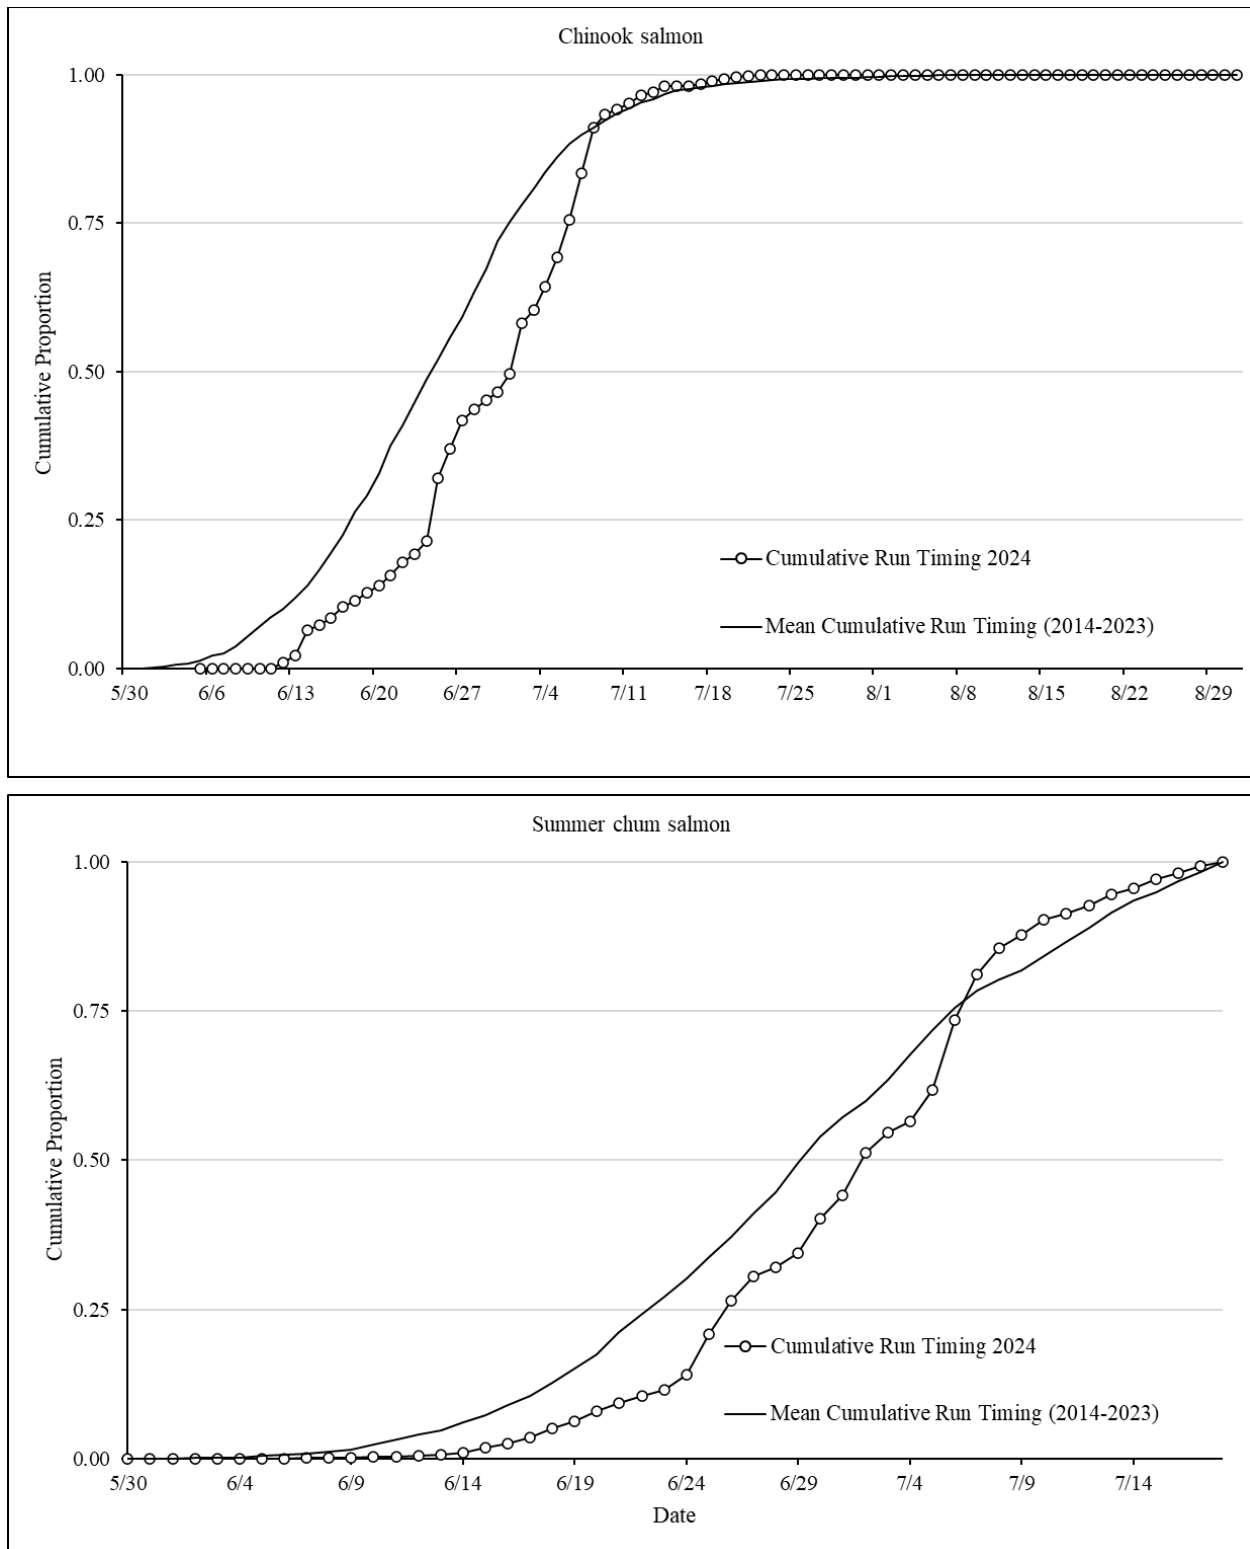 Chinook salmon
1.00
0.75
0.50
0.25
0.00
Cumulative Proportion
Cumulative Run Timing 2024
Mean Cumulative Run Timing (2014-2023)
5/30 6/6 6/13 6/20 6/27 7/4 7/11 7/18 7/25 8/1 8/8 8/15 8/22 8/29
Summer chum salmon
1.00
0.75
0.50
0.25
0.00
Cumulative Proportion
Cumulative Run Timing 2024
Mean Cumulative Run Timing (2014-2023)
5/30 6/4 6/9 6/14 6/19 6/24 6/29 7/4 7/9 7/14
Date